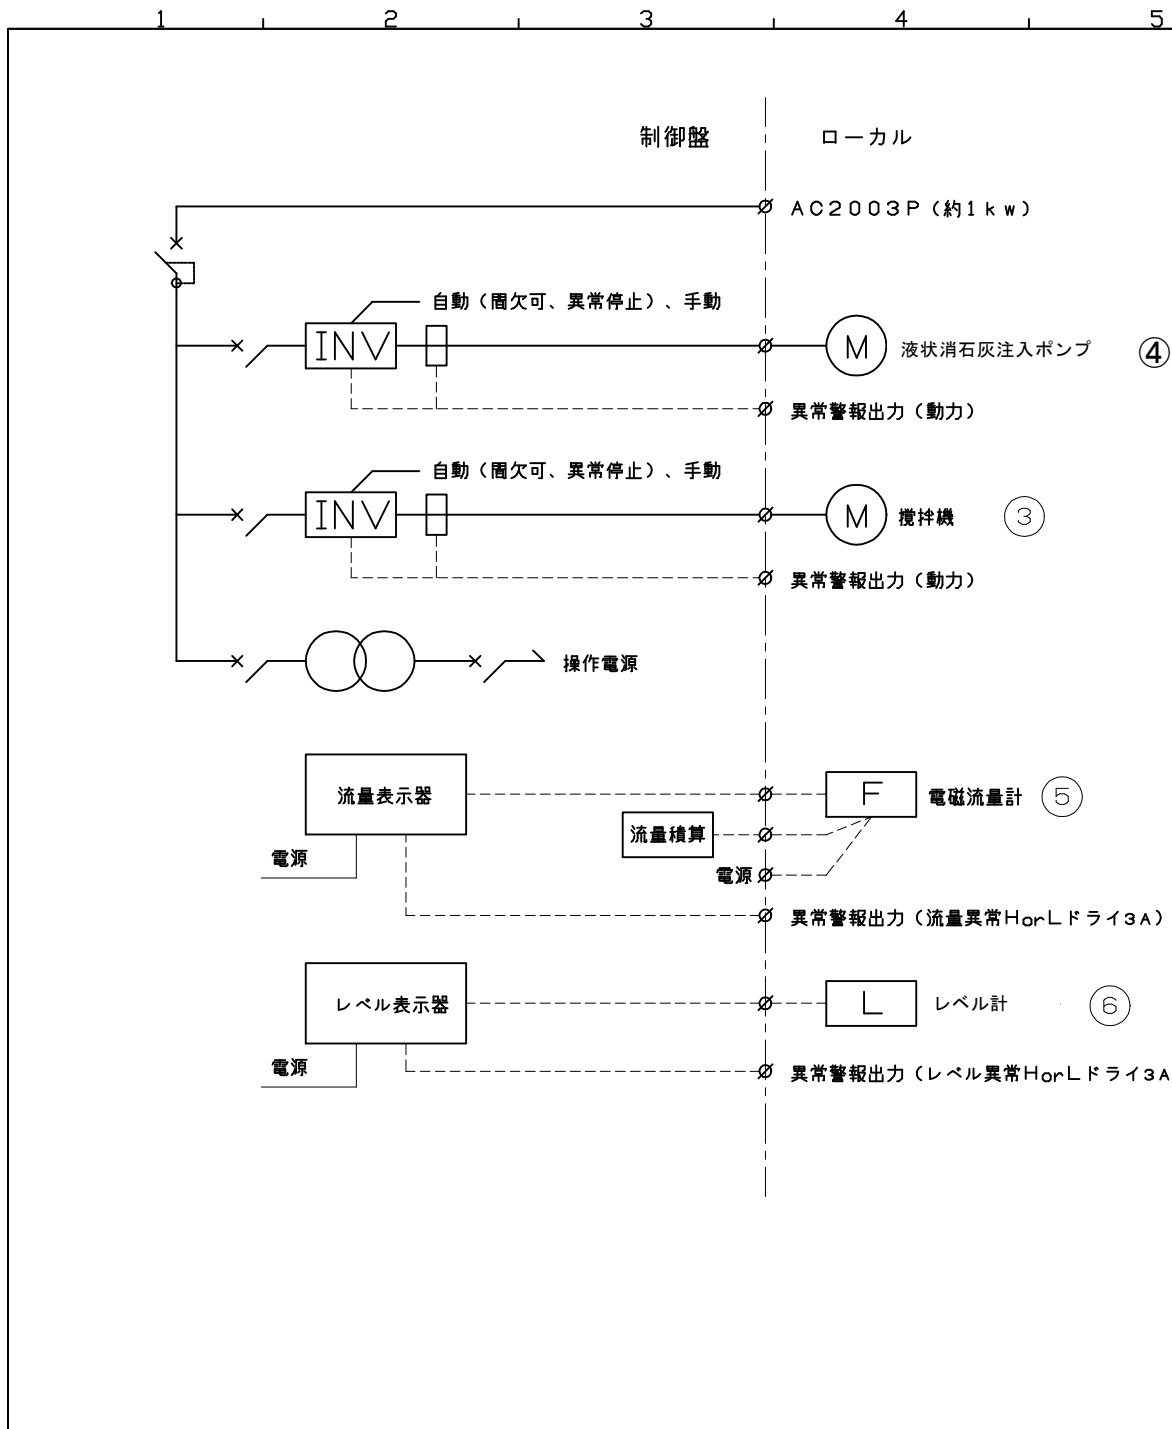 1 2 3 4 5
制御盤 ローカル
AC2003P（約1kw）
自動（間欠可、異常停止）、手動
INV M 液状消石灰注入ポンプ ④
異常警報出力（動力）
自動（間欠可、異常停止）、手動
INV M 撹拌機 ③
異常警報出力（動力）
操作電源
流量表示器 F 電磁流量計 ⑤
流量積算
電源
電源
異常警報出力（流量異常HorLドライ3A）
レベル表示器 L レベル計 ⑥
電源
異常警報出力（レベル異常HorLドライ3A